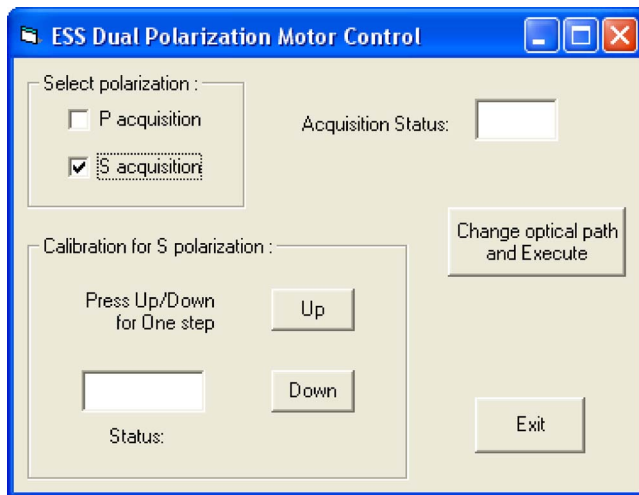 ESS Dual Polarization Motor Control
Select polarization :
P acquisition
S acquisition
Acquisition Status:
Change optical path
and Execute
Calibration for S polarization :
Press Up/Down
for One step
Up
Down
Status:
Exit